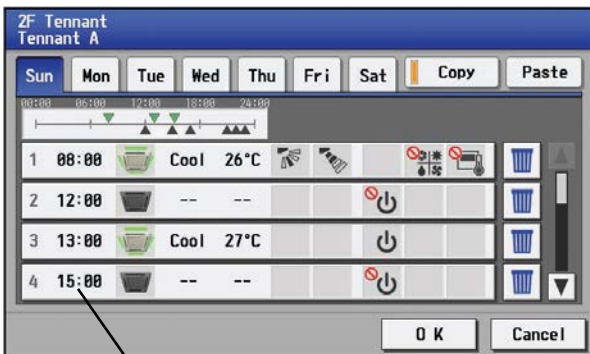 2F Tennant
Tennant A
Sun Mon Tue Wed Thu Fri Sat Copy Paste
00:00 06:00 12:00 18:00 24:00
1 08:00 Cool 26°C
2 12:00 -- --
3 13:00 Cool 27°C
4 15:00 -- --
OK Cancel